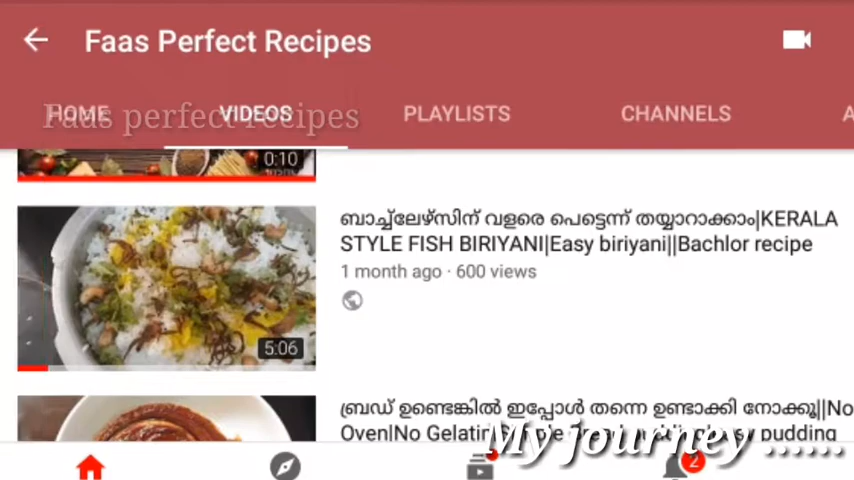 Faas Perfect Recipes
HOME VIDEOS PLAYLISTS CHANNELS A
Faas perfect recipes
0:10
ബാച്ച്ലേഴ്സിന് വളരെ പെട്ടെന്ന് തയ്യാറാക്കാം|KERALA
STYLE FISH BIRIYANI|Easy biriyani||Bachlor recipe
1 month ago · 600 views
5:06
ബ്രഡ് ഉണ്ടെങ്കിൽ ഇപ്പോൾ തന്നെ ഉണ്ടാക്കി നോക്കൂ||No
Oven|No Gelatin pudding
My journey ......
2